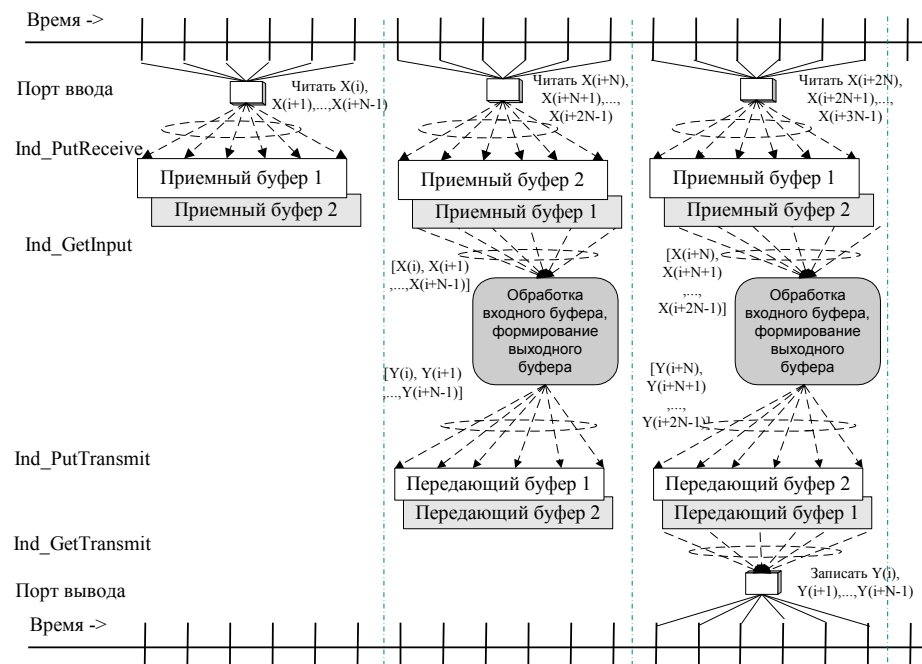 Время ->
Порт ввода
Читать X(i),
X(i+1),...,X(i+N-1)
Читать X(i+N),
X(i+N+1),...,
X(i+2N-1)
Читать X(i+2N),
X(i+2N+1),...,
X(i+3N-1)
Ind_PutReceive
Приемный буфер 1
Приемный буфер 2
Приемный буфер 2
Приемный буфер 1
Приемный буфер 1
Приемный буфер 2
Ind_GetInput
[X(i), X(i+1)
,...,X(i+N-1)]
[X(i+N),
X(i+N+1)
,...,
X(i+2N-1)]
Обработка
входного буфера,
формирование
выходного
буфера
Обработка
входного буфера,
формирование
выходного
буфера
[Y(i), Y(i+1)
,...,Y(i+N-1)]
[Y(i+N),
Y(i+N+1)
,...,
Y(i+2N-1)]
Ind_PutTransmit
Передающий буфер 1
Передающий буфер 2
Передающий буфер 2
Передающий буфер 1
Ind_GetTransmit
Порт вывода
Записать Y(i),
Y(i+1),...,Y(i+N-1)
Время ->